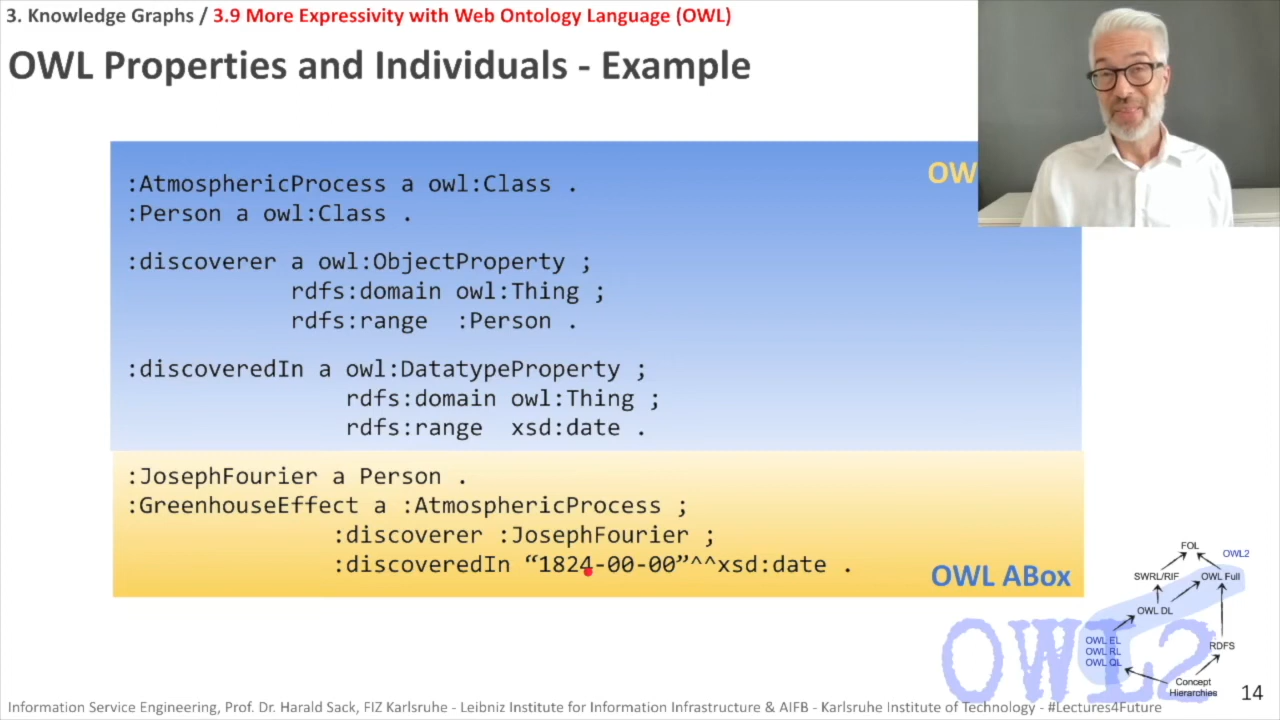 3. Knowledge Graphs / 3.9 More Expressivity with Web Ontology Language (OWL)
OWL Properties and Individuals - Example
OW
:AtmosphericProcess a owl:Class .
:Person a owl:Class .
:discoverer a owl:ObjectProperty ;
rdfs:domain owl:Thing ;
rdfs:range :Person .
:discoveredIn a owl:DatatypeProperty ;
rdfs:domain owl:Thing ;
rdfs:range xsd:date .
:JosephFourier a Person .
:GreenhouseEffect a :AtmosphericProcess ;
:discoverer :JosephFourier ;
:discoveredIn “1824-00-00”^^xsd:date .
OWL ABox
FOL
OWL2
SWRL/RIF
OWL Full
OWL DL
OWL EL
OWL RL
OWL QL
RDFS
Concept
Hierarchies
OWL2
14
Information Service Engineering, Prof. Dr. Harald Sack, FIZ Karlsruhe - Leibniz Institute for Information Infrastructure & AIFB - Karlsruhe Institute of Technology - #Lectures4Future